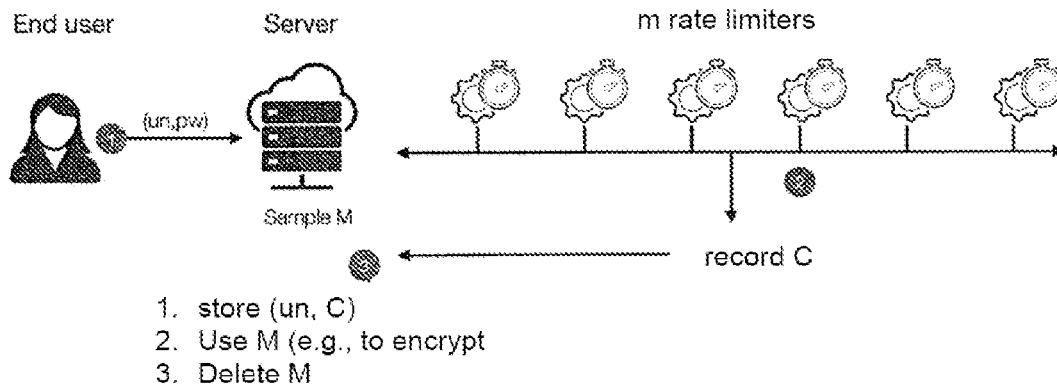 End user
Server
m rate limiters
(un,pw)
Sample M
record C
1. store (un, C)
2. Use M (e.g., to encrypt
3. Delete M